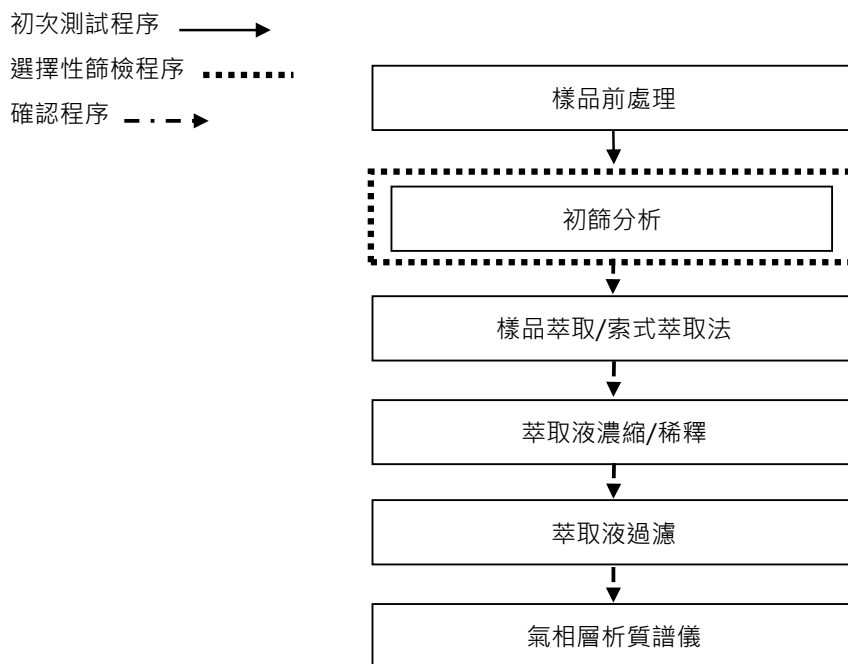 初次測試程序
選擇性篩檢程序
確認程序
樣品前處理
初篩分析
樣品萃取/索式萃取法
萃取液濃縮/稀釋
萃取液過濾
氣相層析質譜儀